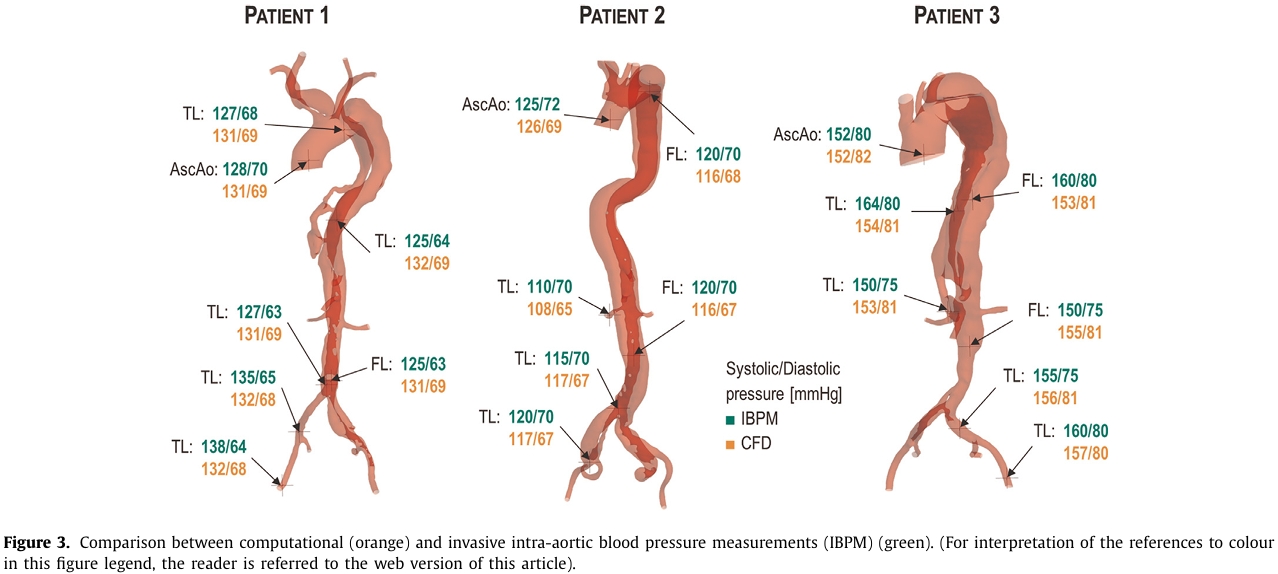 PATIENT 1
TL: 127/68
131/69
AscAo: 128/70
131/69
TL: 125/64
132/69
TL: 127/63
131/69
FL: 125/63
131/69
TL: 135/65
132/68
TL: 138/64
132/68
PATIENT 2
AscAo: 125/72
126/69
FL: 120/70
116/68
TL: 110/70
108/65
FL: 120/70
116/67
TL: 115/70
117/67
TL: 120/70
117/67
Systolic/Diastolic
pressure [mmHg]
IBPM
CFD
PATIENT 3
AscAo: 152/80
152/82
FL: 160/80
153/81
TL: 164/80
154/81
TL: 150/75
153/81
FL: 150/75
155/81
TL: 155/75
156/81
TL: 160/80
157/80
Figure 3. Comparison between computational (orange) and invasive intra-aortic blood pressure measurements (IBPM) (green). (For interpretation of the references to colour
in this figure legend, the reader is referred to the web version of this article).